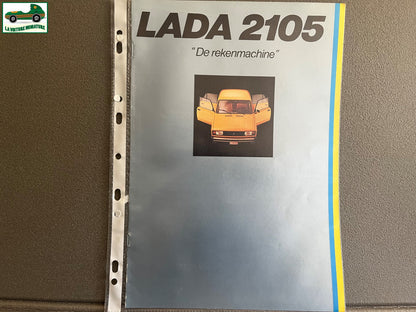 LA VOITURE MINIATURE
LADA 2105
"De rekenmachine"